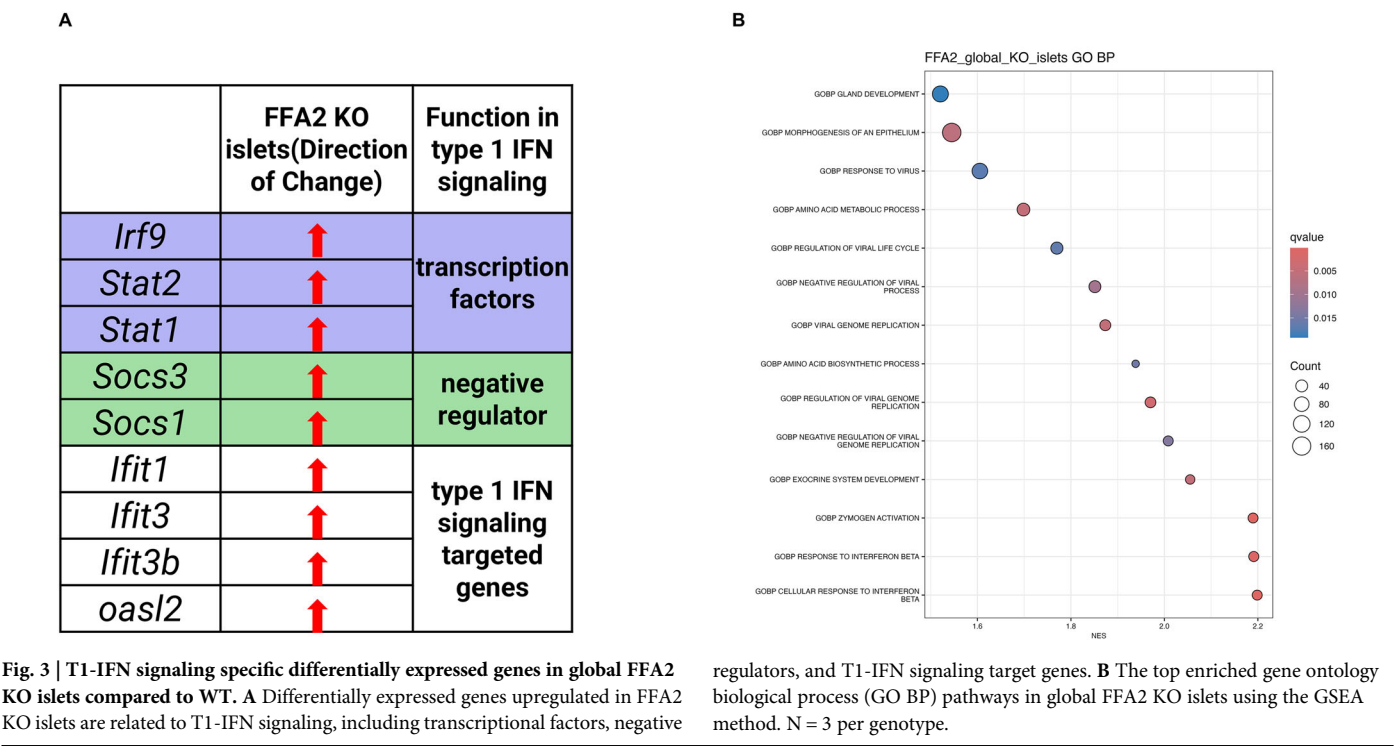 A
FFA2 KO
islets(Direction
of Change)
Function in
type 1 IFN
signaling
Irf9
Stat2
Stat1
transcription
factors
Socs3
Socs1
negative
regulator
Ifit1
Ifit3
Ifit3b
oasl2
type 1 IFN
signaling
targeted
genes
B
FFA2_global_KO_islets GO BP
GOBP GLAND DEVELOPMENT
GOBP MORPHOGENESIS OF AN EPITHELIUM
GOBP RESPONSE TO VIRUS
GOBP AMINO ACID METABOLIC PROCESS
GOBP REGULATION OF VIRAL LIFE CYCLE
GOBP NEGATIVE REGULATION OF VIRAL
PROCESS
GOBP VIRAL GENOME REPLICATION
GOBP AMINO ACID BIOSYNTHETIC PROCESS
GOBP REGULATION OF VIRAL GENOME
REPLICATION
GOBP NEGATIVE REGULATION OF VIRAL
GENOME REPLICATION
GOBP EXOCRINE SYSTEM DEVELOPMENT
GOBP ZYMOGEN ACTIVATION
GOBP RESPONSE TO INTERFERON BETA
GOBP CELLULAR RESPONSE TO INTERFERON
BETA
1.6 1.8 2.0 2.2
NES
qvalue
0.005
0.010
0.015
Count
40
80
120
160
Fig. 3 | T1-IFN signaling specific differentially expressed genes in global FFA2
KO islets compared to WT. A Differentially expressed genes upregulated in FFA2
KO islets are related to T1-IFN signaling, including transcriptional factors, negative
regulators, and T1-IFN signaling target genes. B The top enriched gene ontology
biological process (GO BP) pathways in global FFA2 KO islets using the GSEA
method. N = 3 per genotype.